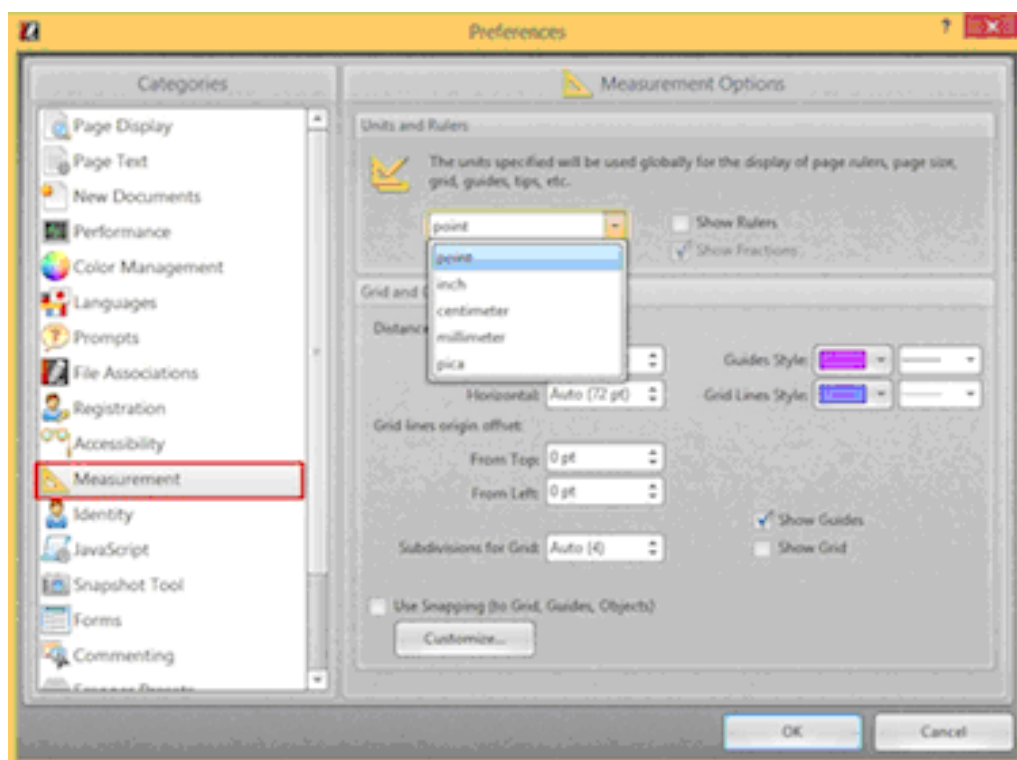 Preferences
?
Categories
Page Display
Page Text
New Documents
Performance
Color Management
Languages
Prompts
File Associations
Registration
Accessibility
Measurement
Identity
JavaScript
Snapshot Tool
Forms
Commenting
Measurement Options
Units and Rulers
The units specified will be used globally for the display of page rulers, page size,
grid, guides, tips, etc.
point
Show Rulers
Show Fractions
point
inch
centimeter
millimeter
pica
Grid and
Distance
Guides Style:
Horizontal: Auto (72 pt)
Grid Lines Style:
Grid lines origin offset:
From Top: 0 pt
From Left: 0 pt
Show Guides
Subdivisions for Grid: Auto (4)
Show Grid
Use Snapping (to Grid, Guides, Objects)
Customize...
OK
Cancel